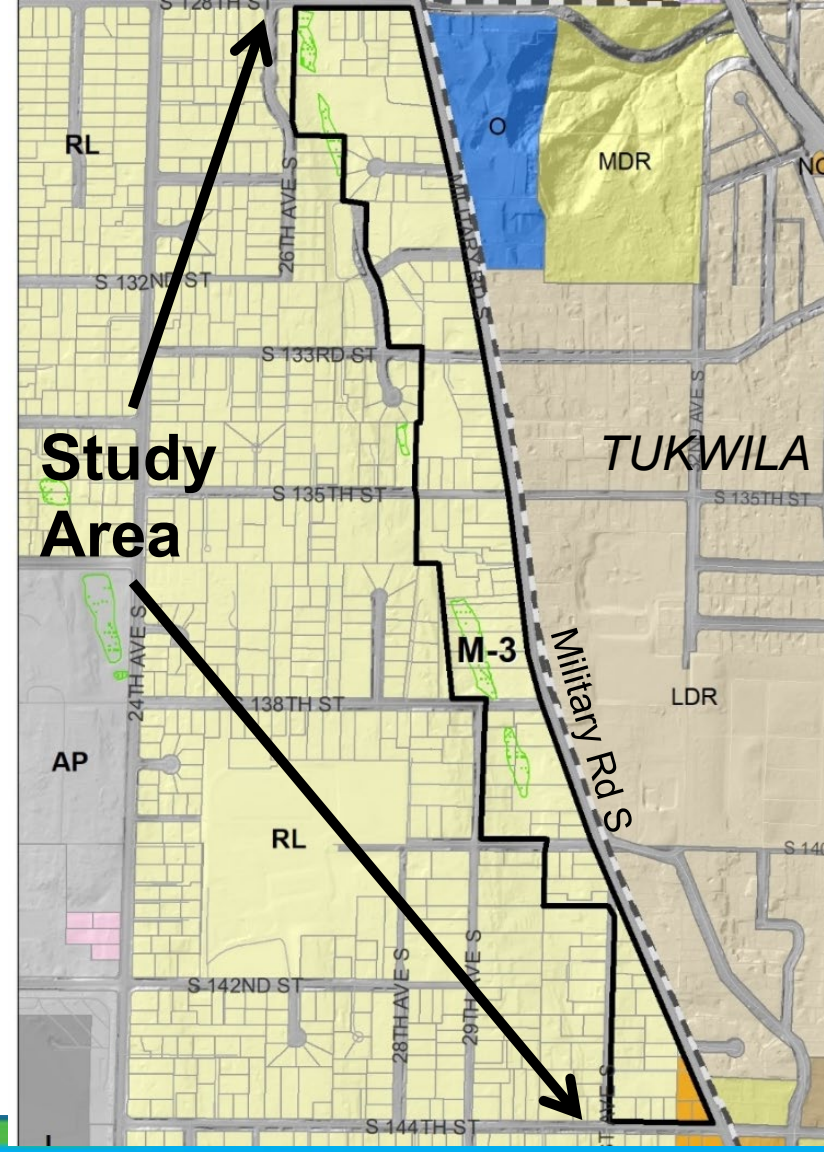 S 128TH ST
RL
O
MDR
26TH AVE S
MILITARY RD S
S 132ND ST
S 133RD ST
Study
Area
TUKWILA
S 135TH ST
S 135TH ST
M-3
24TH AVE S
Military Rd S
LDR
S 138TH ST
AP
RL
28TH AVE S
29TH AVE S
S 142ND ST
S 144TH ST